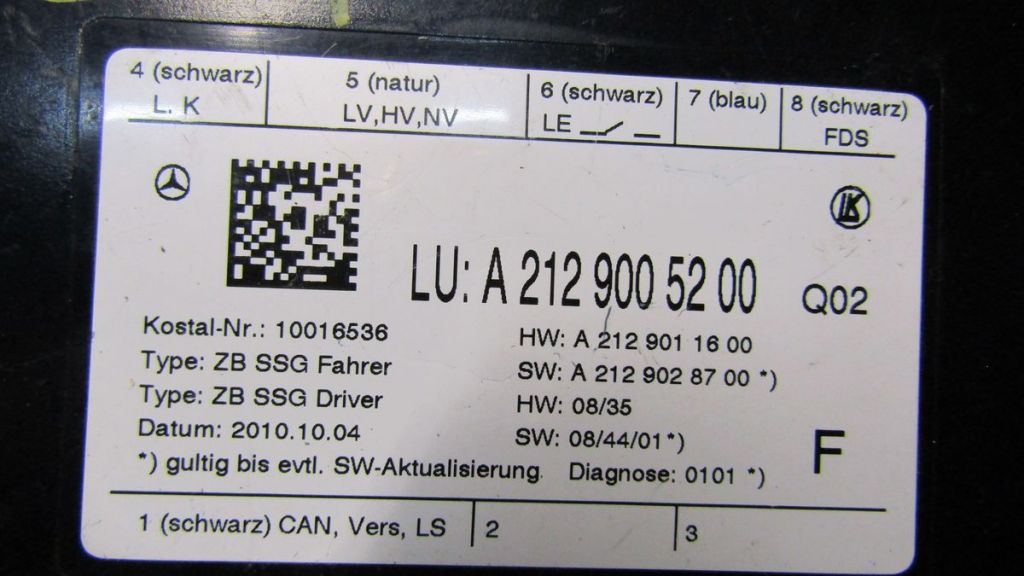 4 (schwarz)
L. K
5 (natur)
LV,HV,NV
6 (schwarz)
LE
7 (blau)
8 (schwarz)
FDS
LU: A 212 900 52 00 Q02
Kostal-Nr.: 10016536
Type: ZB SSG Fahrer
Type: ZB SSG Driver
Datum: 2010.10.04
HW: A 212 901 16 00
SW: A 212 902 87 00 *)
HW: 08/35
SW: 08/44/01*)
F
*) gultig bis evtl. SW-Aktualisierung. Diagnose: 0101 *)
1 (schwarz) CAN, Vers, LS
2
3